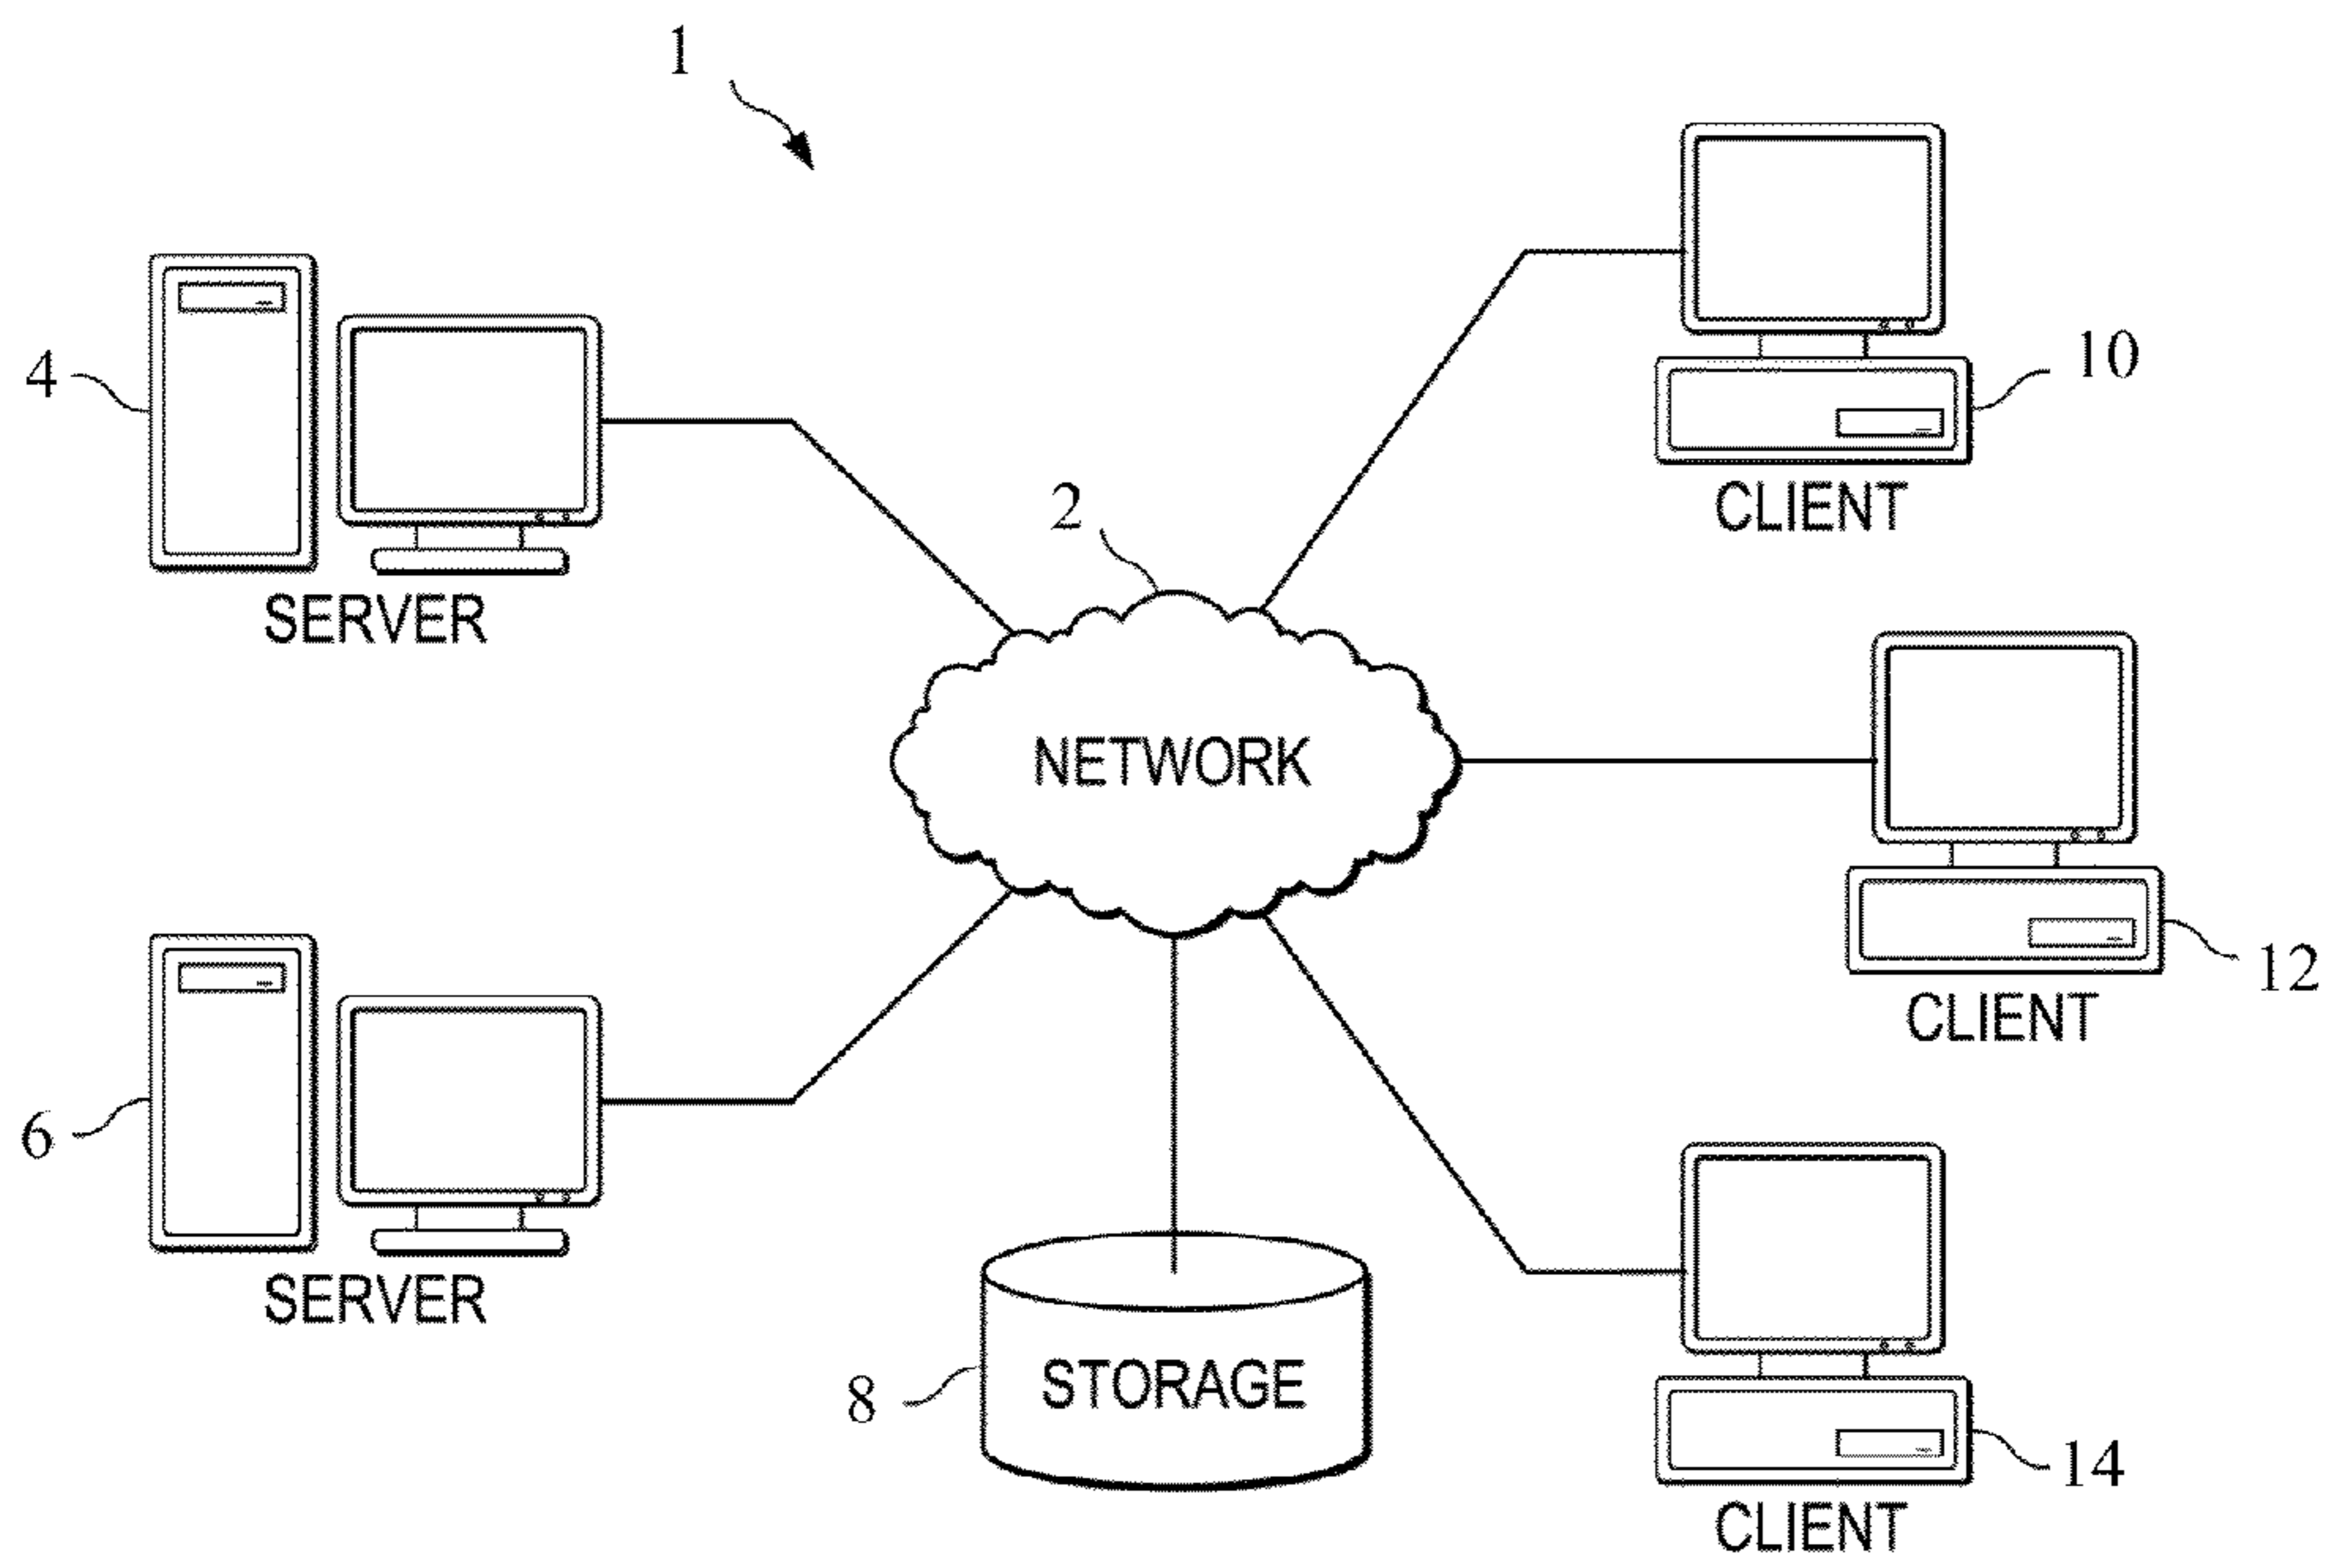 1
4
SERVER
10
CLIENT
2
NETWORK
12
CLIENT
6
SERVER
8
STORAGE
14
CLIENT